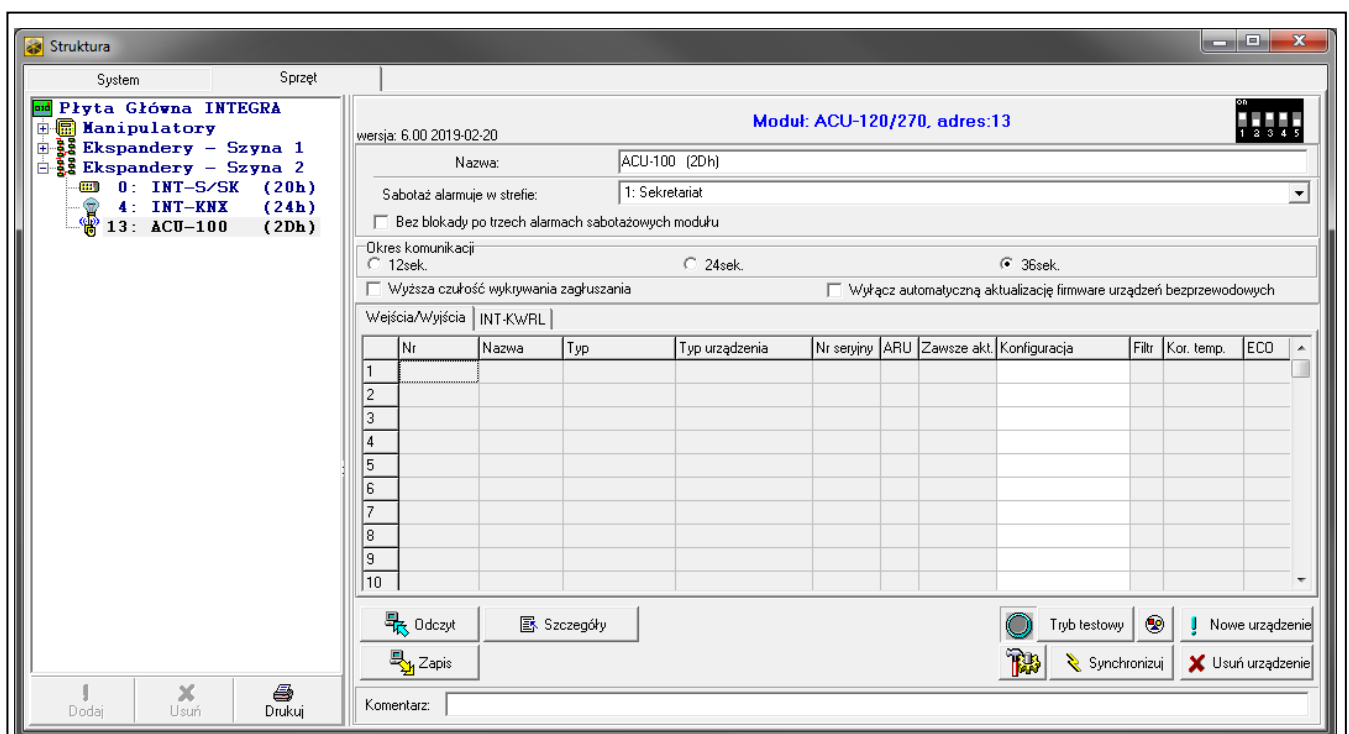 Struktura
System Sprzęt
Płyta Główna INTEGRA
Manipulatory
Ekspandery – Szyna 1
Ekspandery – Szyna 2
0: INT–S/SK (20h)
4: INT–KNX (24h)
13: ACU–100 (2Dh)
Dodaj Usuń Drukuj
wersja: 6.00 2019-02-20
Moduł: ACU-120/270, adres:13
on
1 2 3 4 5
Nazwa: ACU-100 (2Dh)
Sabotaż alarmuje w strefie: 1: Sekretariat
Bez blokady po trzech alarmach sabotażowych modułu
Okres komunikacji
12sek. 24sek. 36sek.
Wyższa czułość wykrywania zagłuszania Wyłącz automatyczną aktualizację firmware urządzeń bezprzewodowych
Wejścia/Wyjścia INT-KWRL
Nr Nazwa Typ Typ urządzenia Nr seryjny ARU Zawsze akt. Konfiguracja Filtr Kor. temp. ECO
1
2
3
4
5
6
7
8
9
10
Odczyt Szczegóły Tryb testowy Nowe urządzenie
Zapis Synchronizuj Usuń urządzenie
Komentarz: